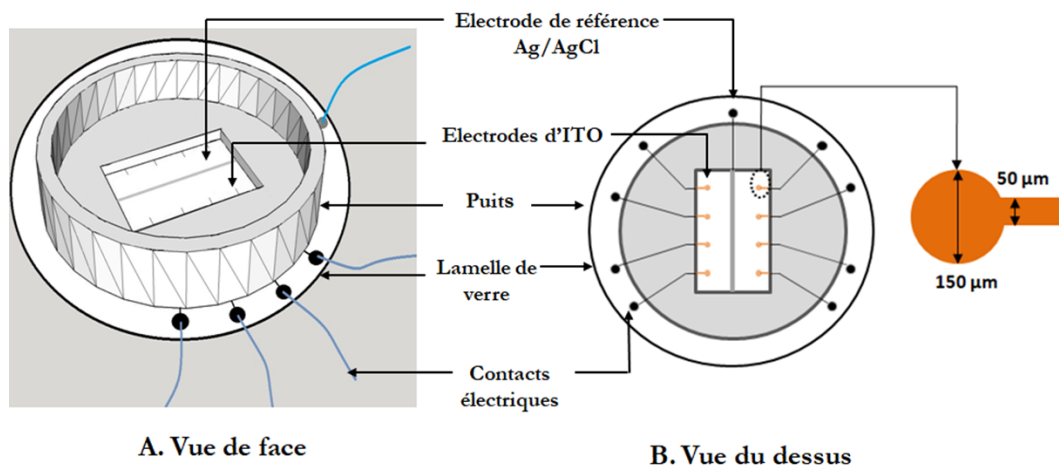 Electrode de référence
Ag/AgCl
Electrodes d'ITO
Puits
Lamelle de
verre
Contacts
électriques
50 µm
150 µm
A. Vue de face
B. Vue du dessus